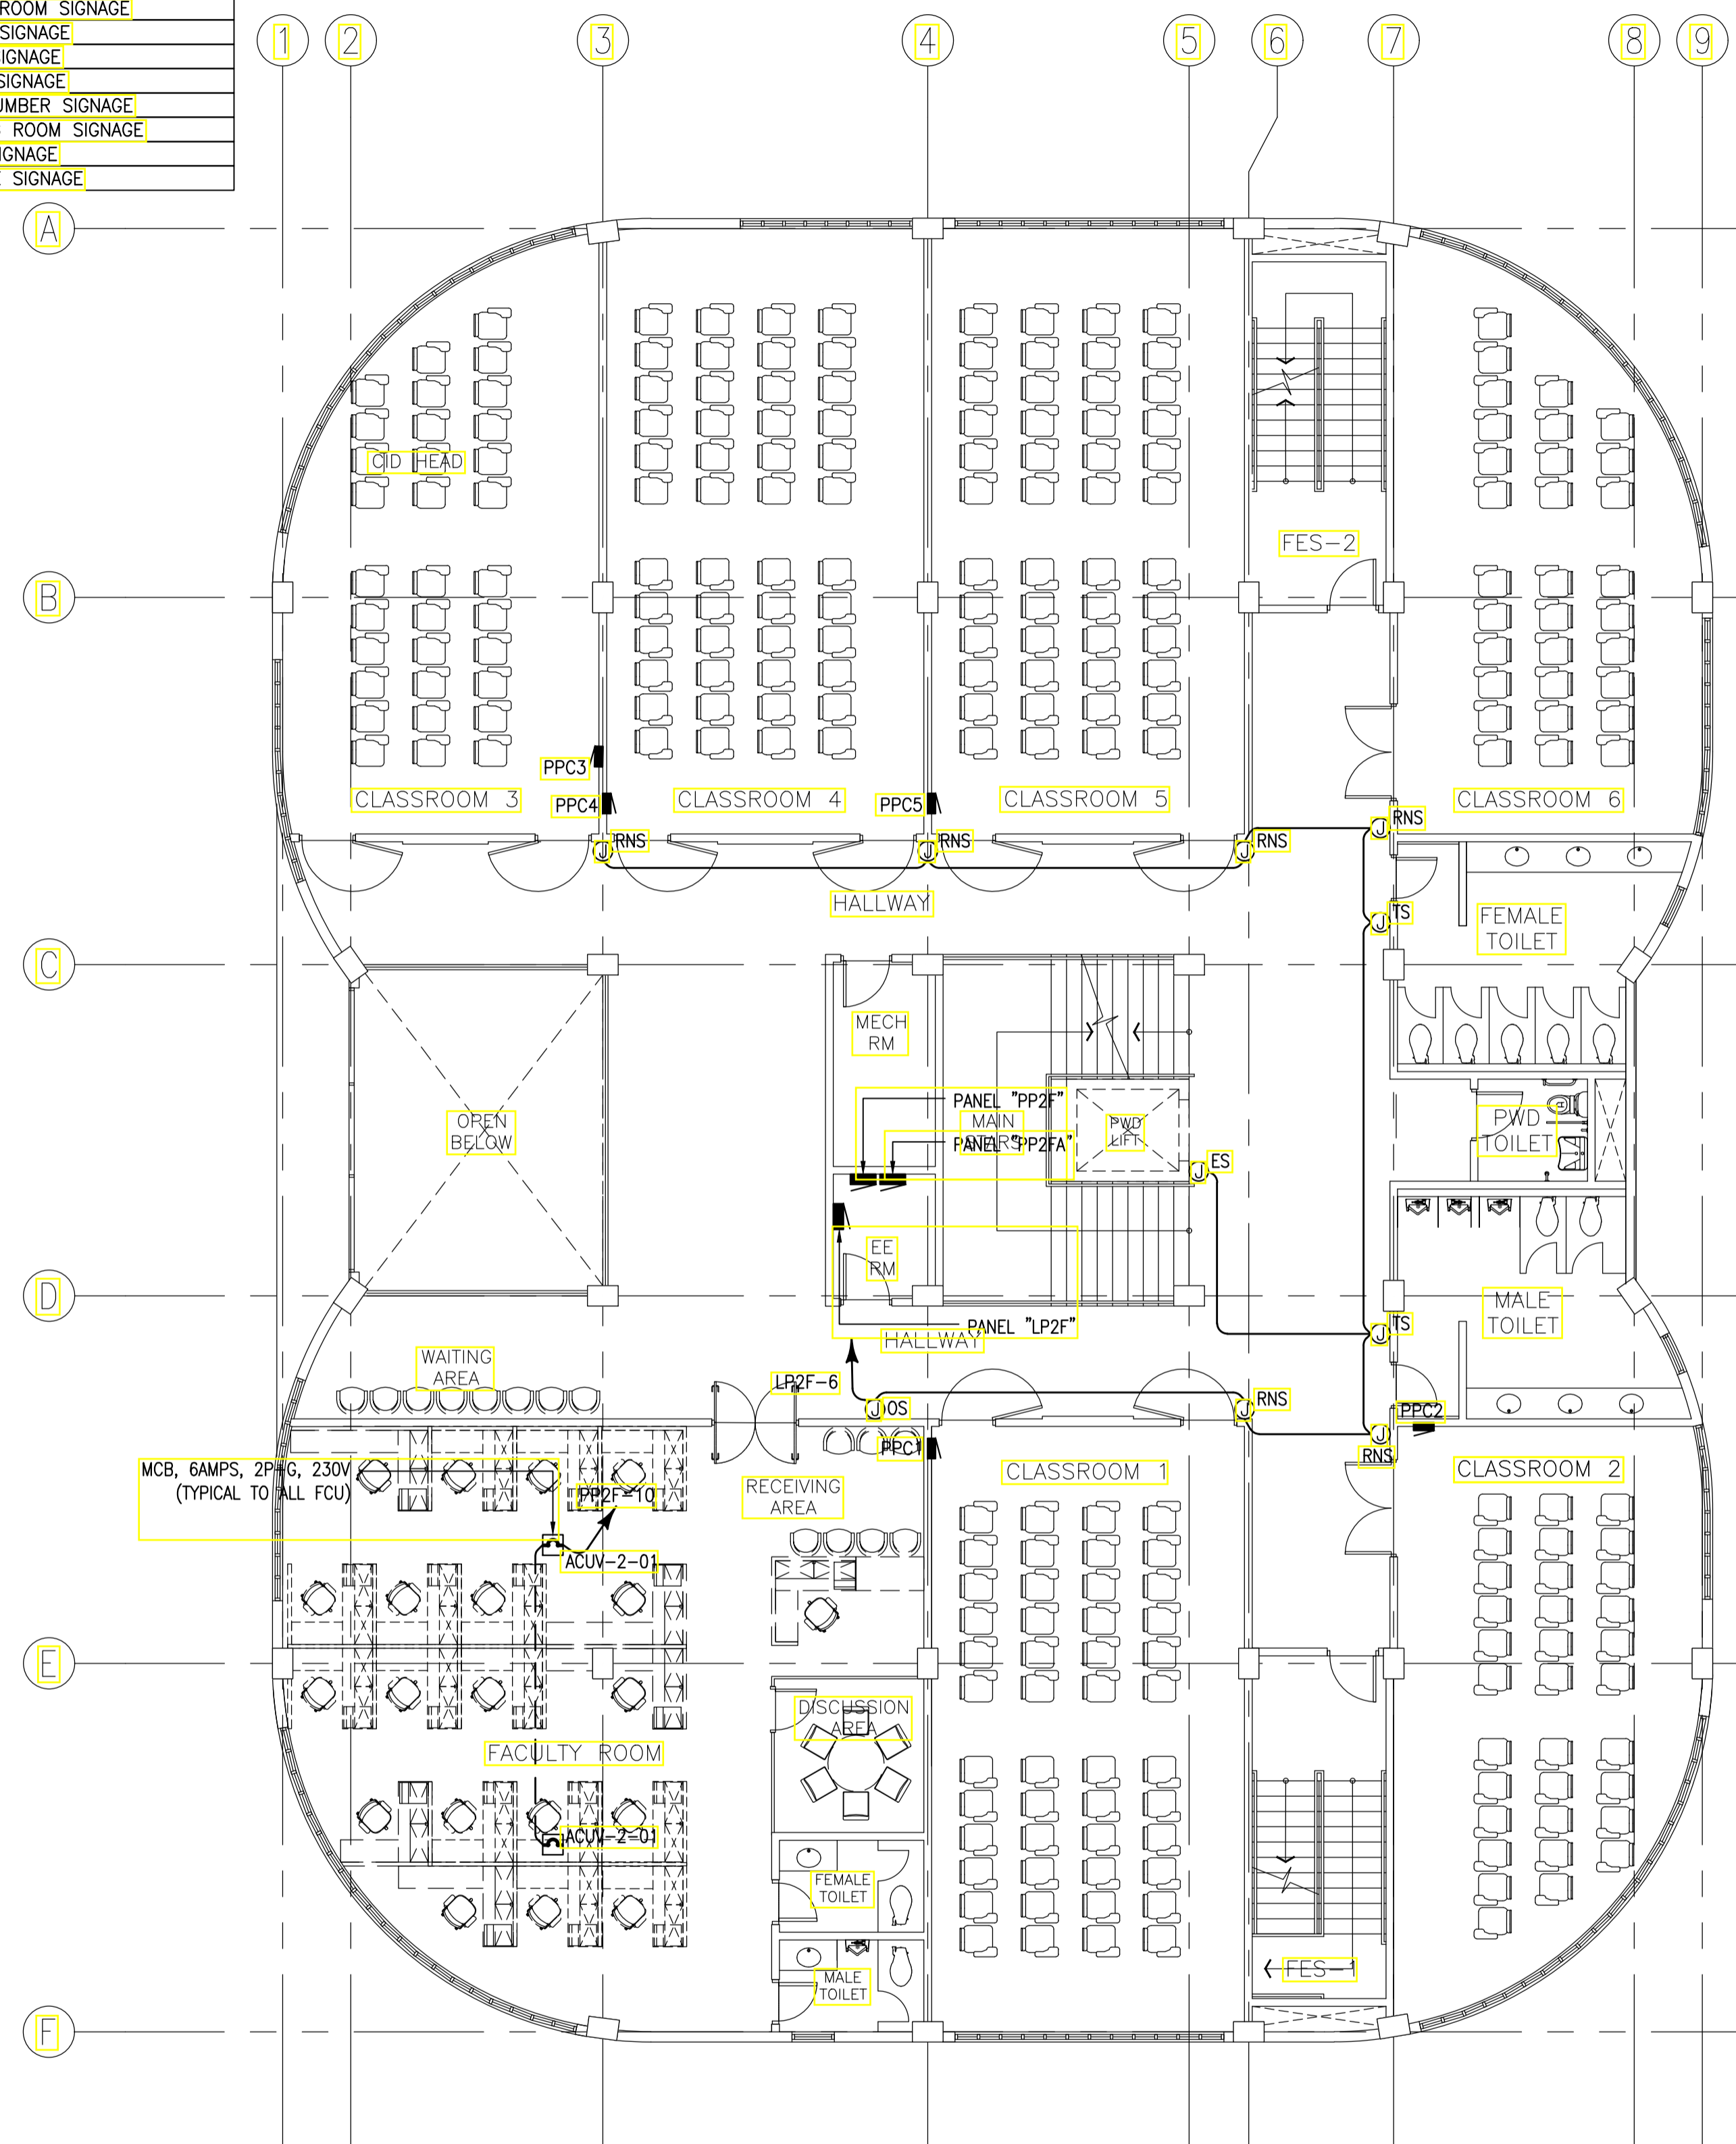 ROOM SIGNAGE
SIGNAGE
SIGNAGE
SIGNAGE
UMBER SIGNAGE
ROOM SIGNAGE
IGNAGE
SIGNAGE
1 2 3 4 5 6 7 8 9
A
CID HEAD
FES-2
B
PPC3
PPC4
PPC5
CLASSROOM 3
CLASSROOM 4
CLASSROOM 5
CLASSROOM 6
J RNS
J RNS
J RNS
J RNS
HALLWAY
J TS
FEMALE
TOILET
C
MECH
RM
PANEL "PP2F"
OPEN
BELOW
MAIN
STAIRS
PANEL "PP2FA"
PWD
LIFT
PWD
TOILET
J ES
EE
RM
D
MALE
TOILET
PANEL "LP2F"
HALLWAY
J TS
WAITING
AREA
LP2F-6
J OS
J RNS
PPC2
J
RNS
PPC1
MCB, 6AMPS, 2P+G, 230V
(TYPICAL TO ALL FCU)
PP2F-10
RECEIVING
AREA
CLASSROOM 1
CLASSROOM 2
ACUV-2-01
E
DISCUSSION
AREA
FACULTY ROOM
ACUV-2-01
FEMALE
TOILET
MALE
TOILET
FES-1
F